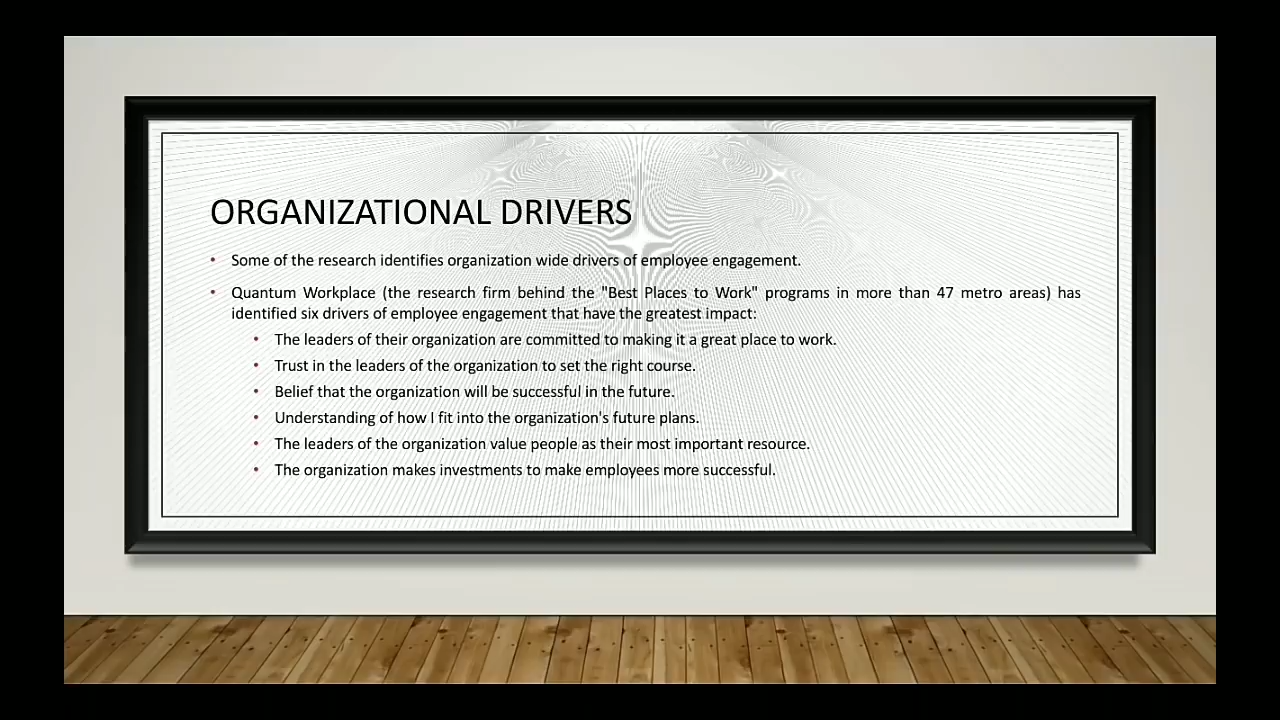 ORGANIZATIONAL DRIVERS
• Some of the research identifies organization wide drivers of employee engagement.
• Quantum Workplace (the research firm behind the "Best Places to Work" programs in more than 47 metro areas) has
identified six drivers of employee engagement that have the greatest impact:
• The leaders of their organization are committed to making it a great place to work.
• Trust in the leaders of the organization to set the right course.
• Belief that the organization will be successful in the future.
• Understanding of how I fit into the organization's future plans.
• The leaders of the organization value people as their most important resource.
• The organization makes investments to make employees more successful.